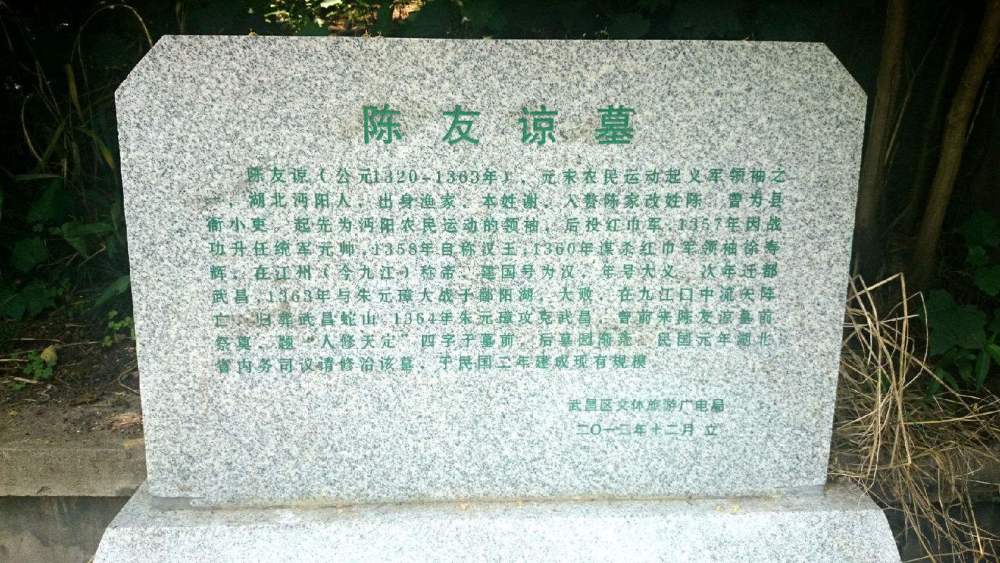 陈友谅墓
陈友谅（公元1320-1363年），元末农民运动起义军领袖之
一，湖北沔阳人，出身渔家，本姓谢，入赘陈家改姓陈，曾为县
衙小吏，起先为沔阳农民运动的领袖，后投红巾军，1357年因战
功升任统军元帅，1358年自称汉王，1360年谋杀红巾军领袖徐寿
辉，在江州（今九江）称帝，建国号为汉，年号大义，次年迁都
武昌，1363年与朱元璋大战于鄱阳湖，大败，在九江口中流矢阵
亡，归葬武昌蛇山，1364年朱元璋攻克武昌，曾前来陈友谅墓前
祭奠，题“人修天定”四字于墓前，后墓园渐荒，民国元年湖北
省内务司议请修治该墓，于民国二年建成现有规模
武昌区文体旅游广电局
二〇一二年十二月 立